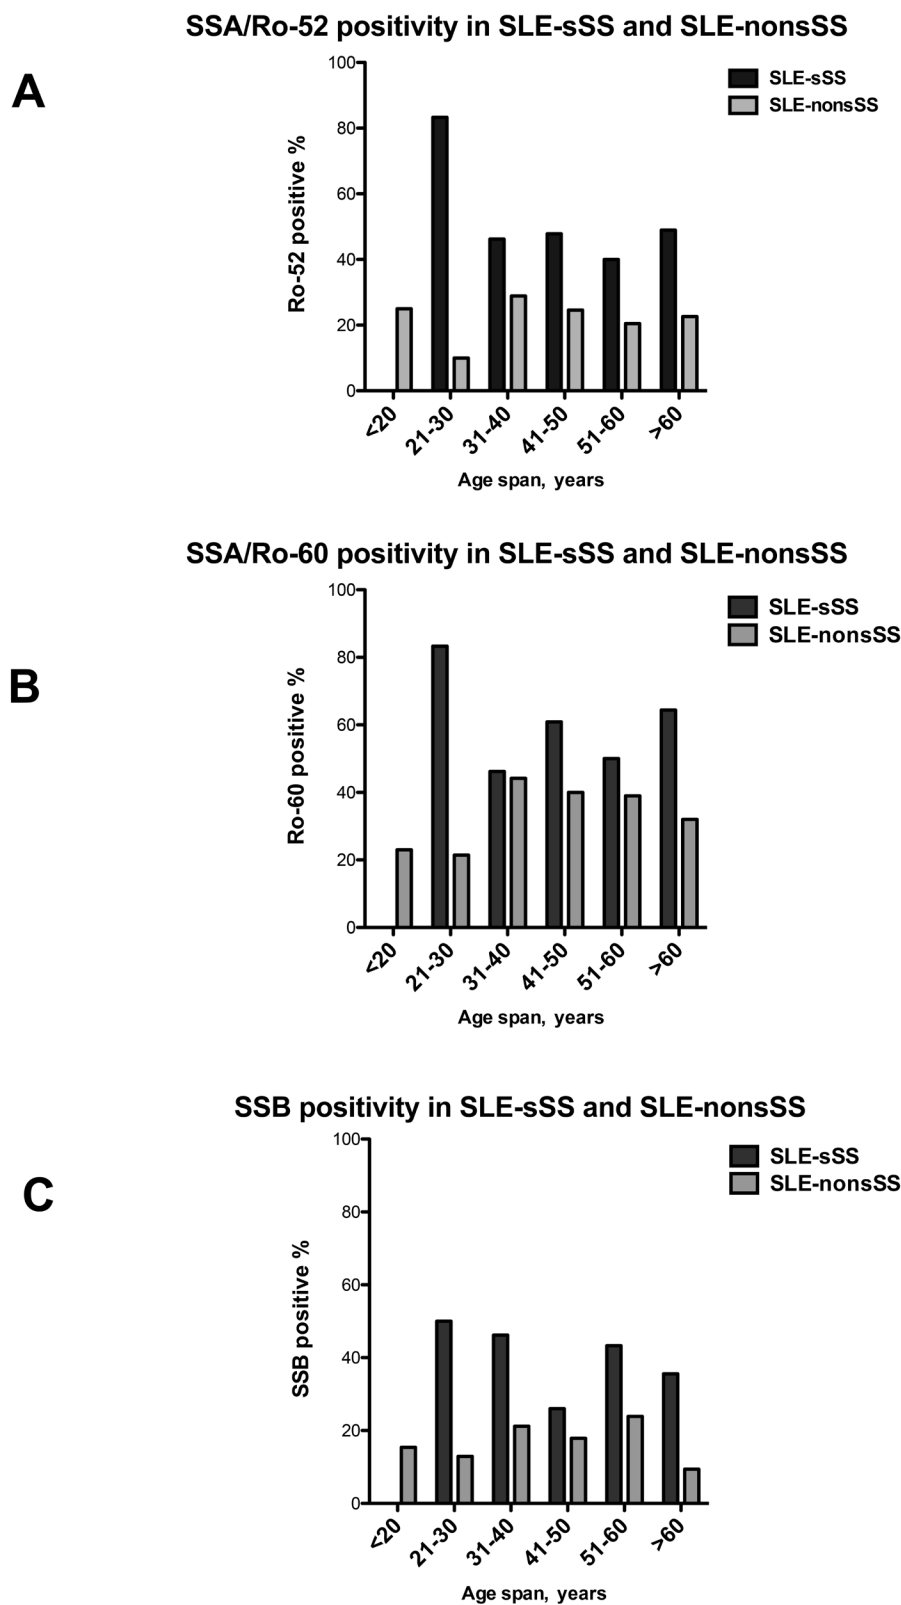 SSA/Ro-52 positivity in SLE-sSS and SLE-nonsSS
A
SLE-sSS
SLE-nonsSS
Ro-52 positive %
100
80
60
40
20
0
<20
21-30
31-40
41-50
51-60
>60
Age span, years
SSA/Ro-60 positivity in SLE-sSS and SLE-nonsSS
B
SLE-sSS
SLE-nonsSS
Ro-60 positive %
100
80
60
40
20
0
<20
21-30
31-40
41-50
51-60
>60
Age span, years
SSB positivity in SLE-sSS and SLE-nonsSS
C
SLE-sSS
SLE-nonsSS
SSB positive %
100
80
60
40
20
0
<20
21-30
31-40
41-50
51-60
>60
Age span, years